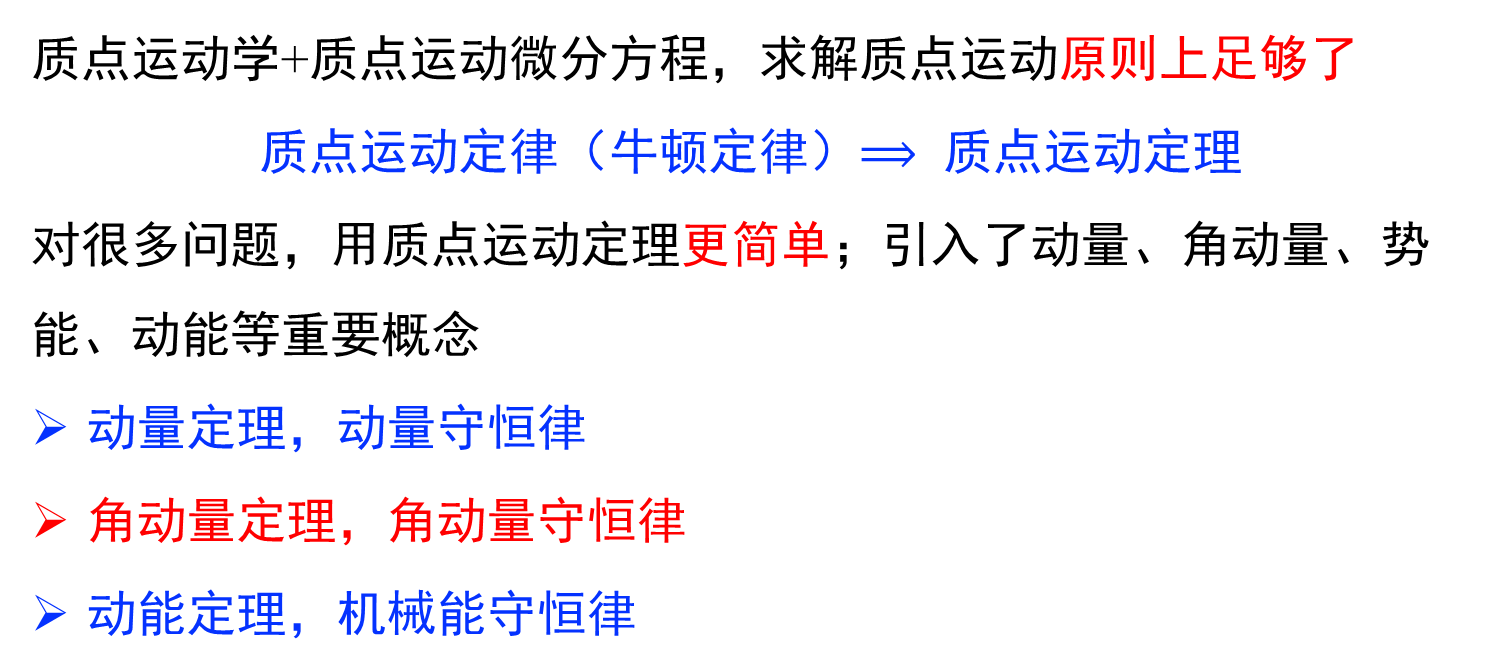 质点运动学+质点运动微分方程，求解质点运动原则上足够了
质点运动定律（牛顿定律）⟹ 质点运动定理
对很多问题，用质点运动定理更简单；引入了动量、角动量、势
能、动能等重要概念
➢ 动量定理，动量守恒律
➢ 角动量定理，角动量守恒律
➢ 动能定理，机械能守恒律